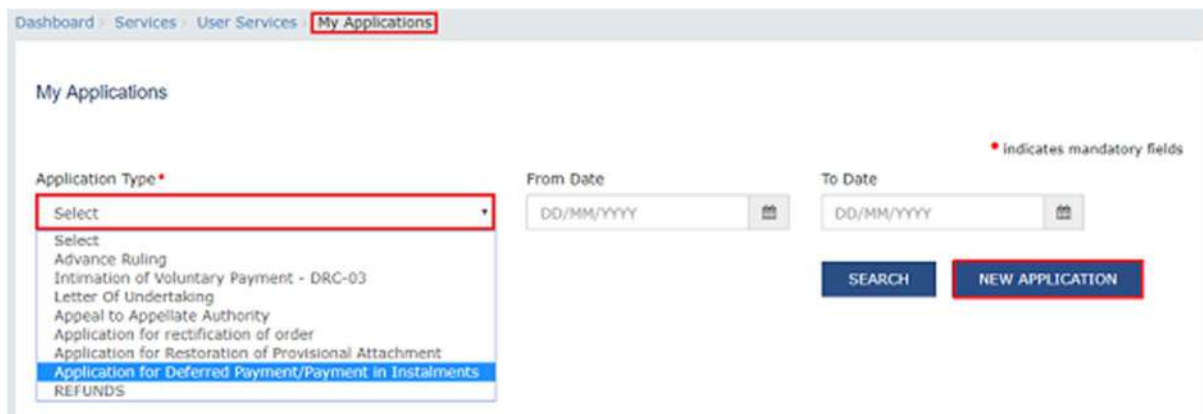 Dashboard Services User Services My Applications
My Applications
• indicates mandatory fields
Application Type•
From Date
To Date
Select
DD/MM/YYYY
DD/MM/YYYY
Select
Advance Ruling
Intimation of Voluntary Payment - DRC-03
Letter Of Undertaking
Appeal to Appellate Authority
Application for rectification of order
Application for Restoration of Provisional Attachment
Application for Deferred Payment/Payment in Instalments
REFUNDS
SEARCH
NEW APPLICATION